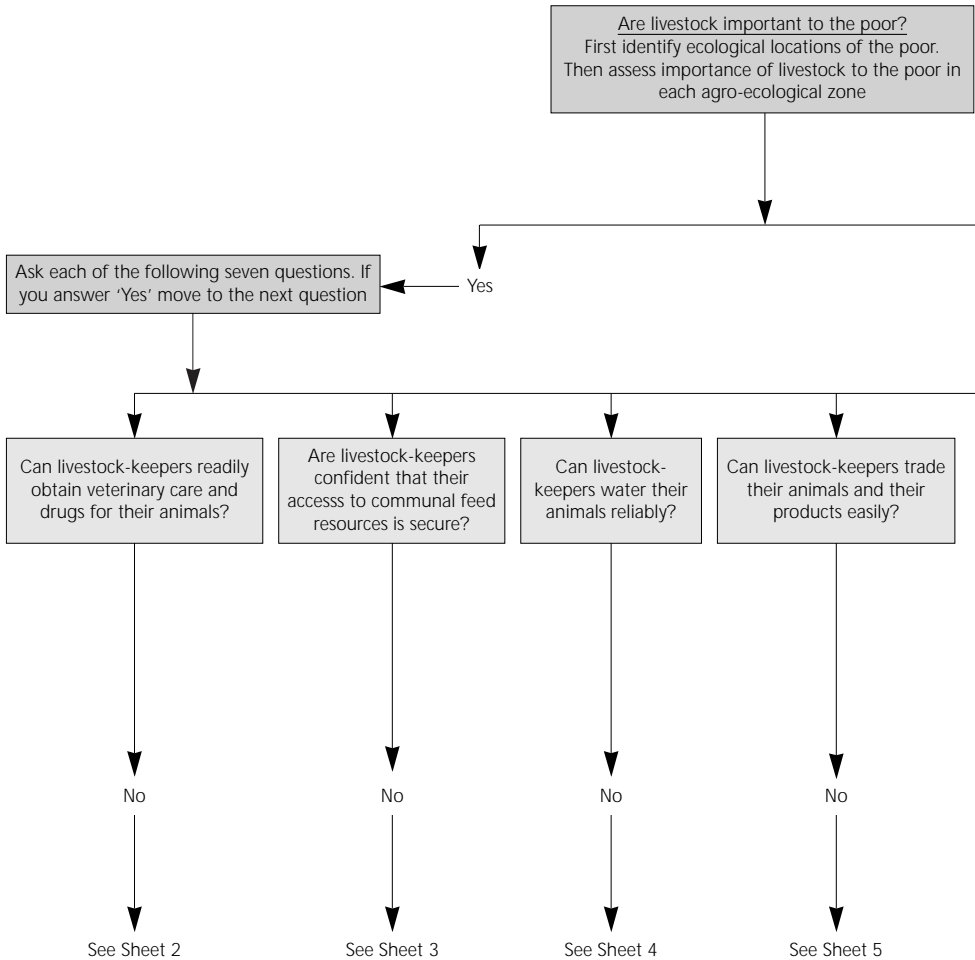 Are livestock important to the poor?
First identify ecological locations of the poor.
Then assess importance of livestock to the poor in
each agro-ecological zone
Yes
Ask each of the following seven questions. If
you answer ‘Yes’ move to the next question
Can livestock-keepers readily
obtain veterinary care and
drugs for their animals?
Are livestock-keepers
confident that their
accesss to communal feed
resources is secure?
Can livestock-
keepers water their
animals reliably?
Can livestock-keepers trade
their animals and their
products easily?
No
No
No
No
See Sheet 2
See Sheet 3
See Sheet 4
See Sheet 5